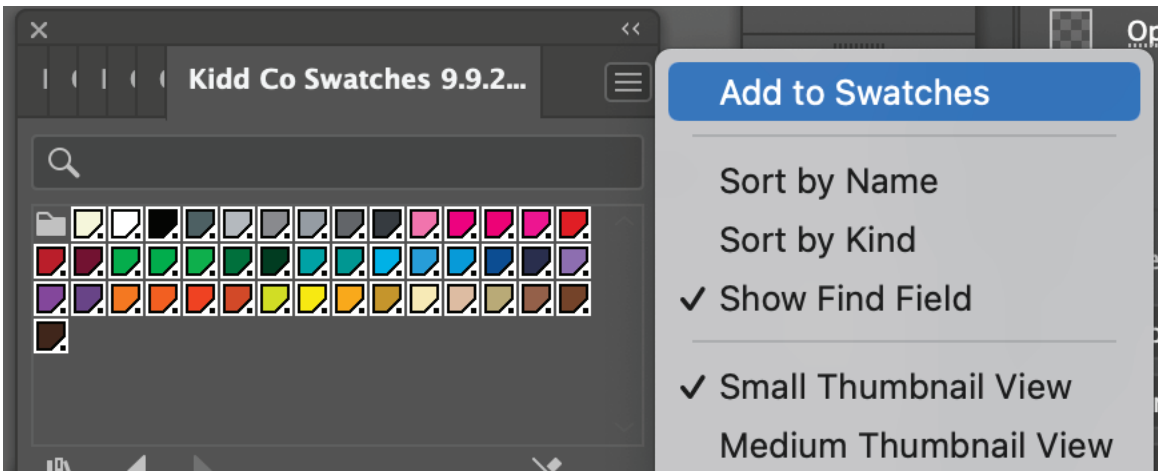 Kidd Co Swatches 9.9.2...
Add to Swatches
Sort by Name
Sort by Kind
Show Find Field
Small Thumbnail View
Medium Thumbnail View
Op